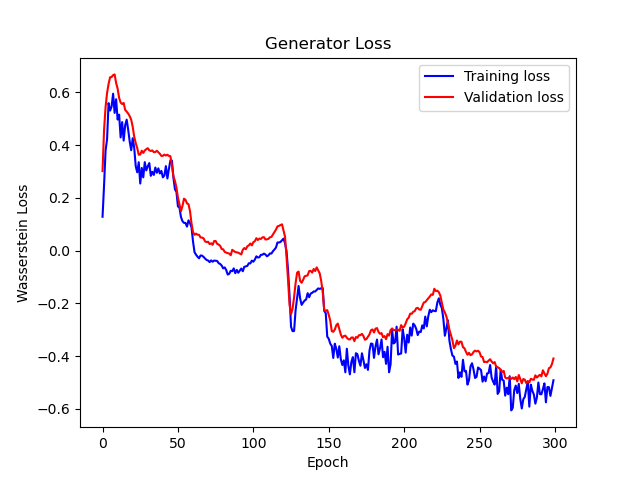 Generator Loss
Training loss
Validation loss
Wasserstein Loss
0.6
0.4
0.2
0.0
−0.2
−0.4
−0.6
0
50
100
150
200
250
300
Epoch